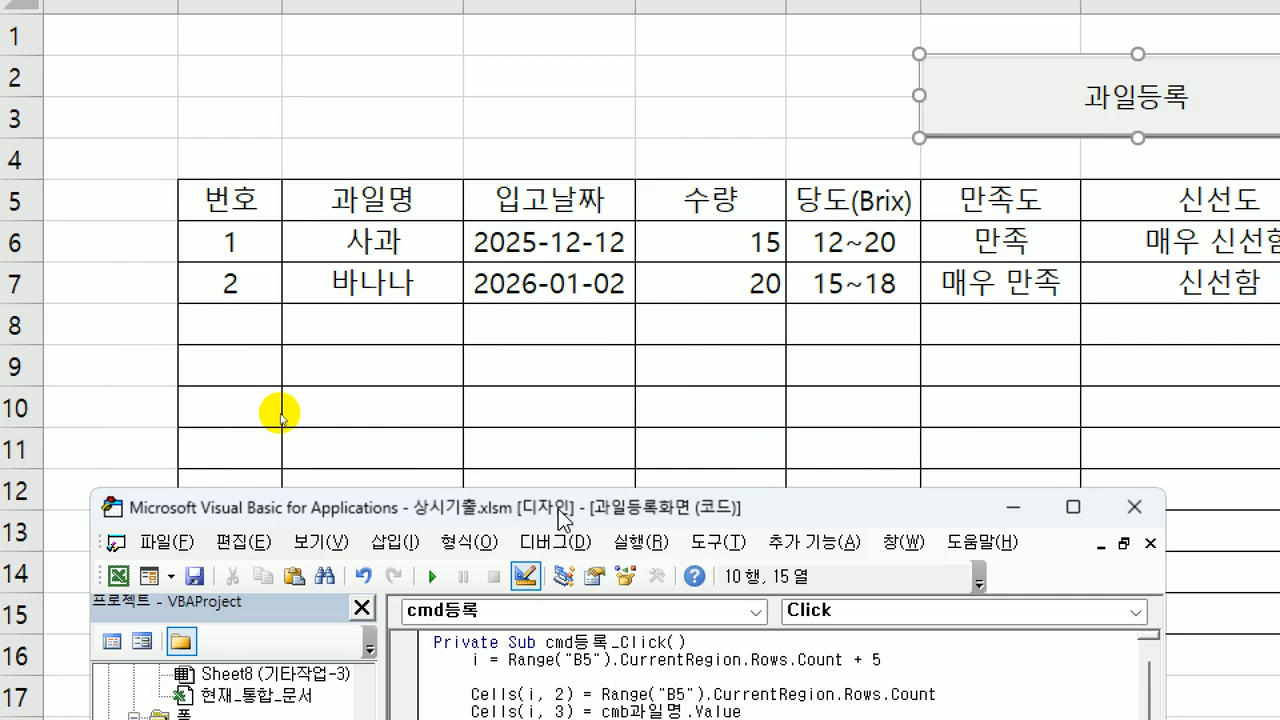 1
2
과일등록
3
4
5 번호 과일명 입고날짜 수량 당도(Brix) 만족도 신선도
6 1 사과 2025-12-12 15 12~20 만족 매우 신선함
7 2 바나나 2026-01-02 20 15~18 매우 만족 신선함
8
9
10
11
12
13
14
15
16
17
Microsoft Visual Basic for Applications - 상시기출.xlsm [디자인] - [과일등록화면 (코드)]
파일(F) 편집(E) 보기(V) 삽입(I) 형식(O) 디버그(D) 실행(R) 도구(T) 추가 기능(A) 창(W) 도움말(H)
10 행, 15 열
프로젝트 - VBAProject
cmd등록 Click
Sheet8 (기타작업-3)
현재_통합_문서
폼
Private Sub cmd등록_Click()
i = Range("B5").CurrentRegion.Rows.Count + 5
Cells(i, 2) = Range("B5").CurrentRegion.Rows.Count
Cells(i, 3) = cmb과일명.Value